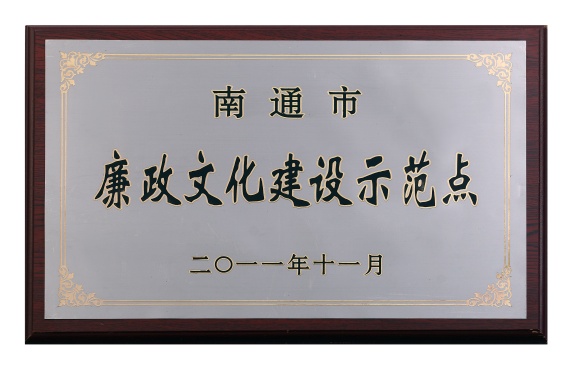 南通市
廉政文化建设示范点
二〇一一年十一月